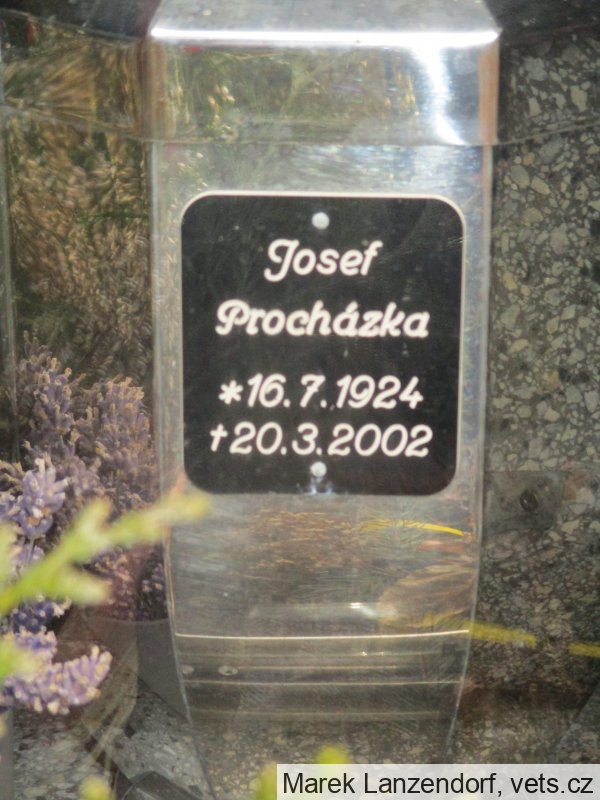 Josef
Procházka
*16.7.1924
†20.3.2002
Marek Lanzendorf, vets.cz